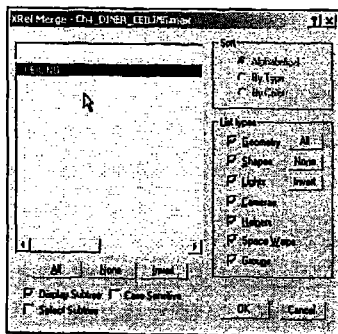 XRef Merge - Ch4_DINER_CEILING.max
CEILING
All None Invert
Display Subtree Case Sensitive
Select Subtree
Sort
Alphabetical
By Type
By Color
List Types
Geometry All
Shapes None
Lights Invert
Cameras
Helpers
Space Warps
Groups
OK Cancel